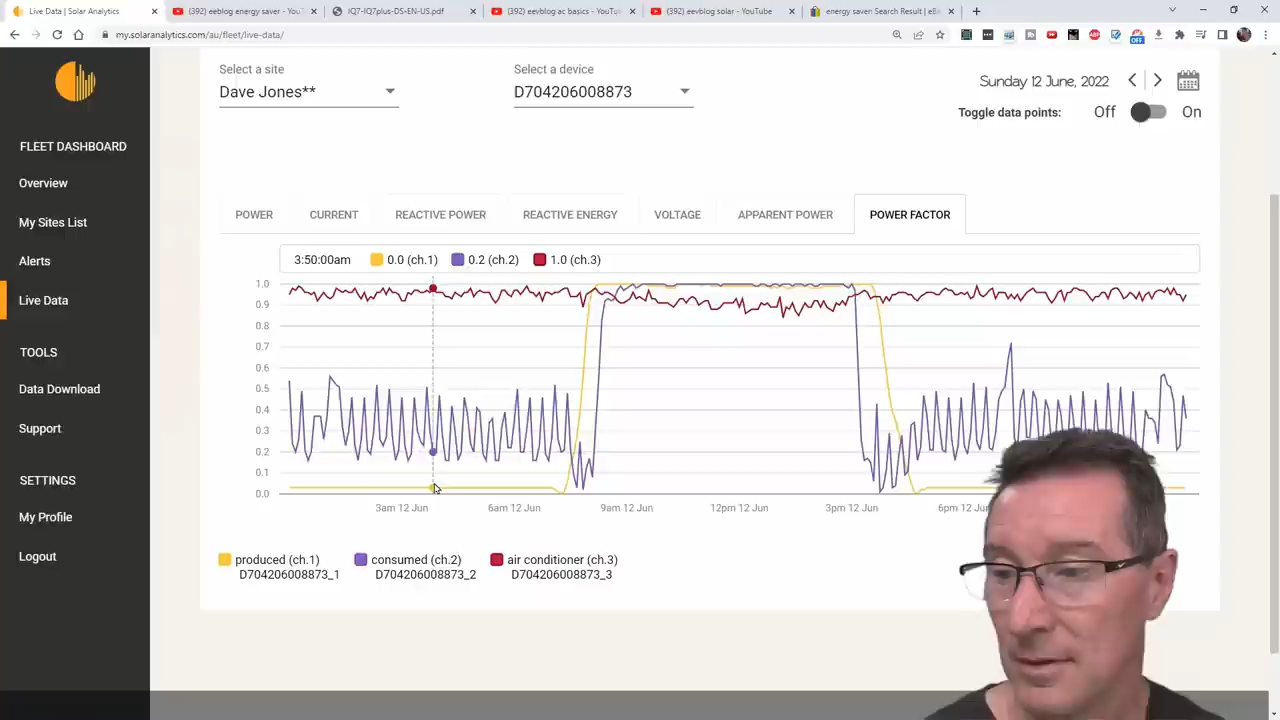 Live Data | Solar Analytics
(392) eeblog energy saver - YouT
IQ7-IQ7plus-DS-EN-US.pdf
(392) eevblog ac basics - YouTub
(392) eevblog solar - YouTube
energy saver Search Result | eB
my.solaranalytics.com/au/fleet/live-data/
OFF
Select a site
Select a device
Dave Jones**
D704206008873
Sunday 12 June, 2022
Toggle data points:
Off
On
FLEET DASHBOARD
Overview
My Sites List
Alerts
Live Data
TOOLS
Data Download
Support
SETTINGS
My Profile
Logout
POWER
CURRENT
REACTIVE POWER
REACTIVE ENERGY
VOLTAGE
APPARENT POWER
POWER FACTOR
3:50:00am
0.0 (ch.1)
0.2 (ch.2)
1.0 (ch.3)
1.0
0.9
0.8
0.7
0.6
0.5
0.4
0.3
0.2
0.1
0.0
3am 12 Jun
6am 12 Jun
9am 12 Jun
12pm 12 Jun
3pm 12 Jun
6pm 12 Jun
produced (ch.1)
D704206008873_1
consumed (ch.2)
D704206008873_2
air conditioner (ch.3)
D704206008873_3